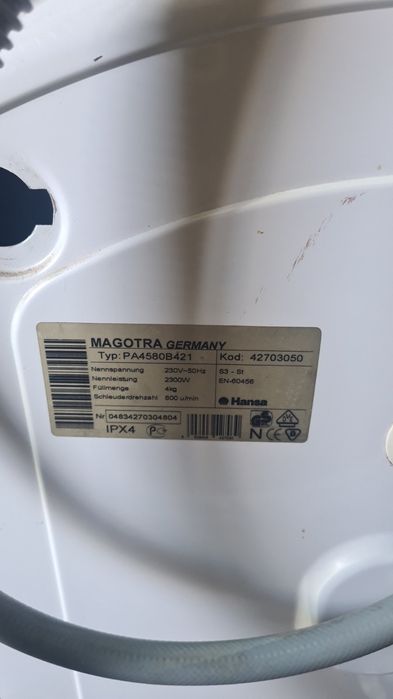 MAGOTRA GERMANY
Typ: PA4580B421 Kod: 42703050
Nennspannung 230V~50Hz S3 - St
Nennleistung 2300W EN-60456
Füllmenge 4kg
Schleuderdrehzahl 800 u/min Hansa
Nr 04834270304804
IPX4 N